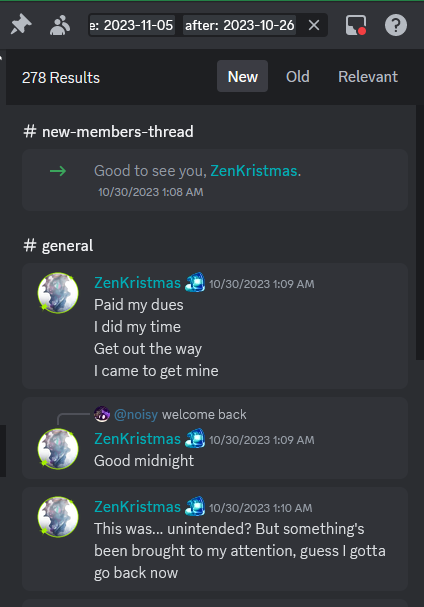 e: 2023-11-05 after: 2023-10-26
278 Results
New
Old
Relevant
# new-members-thread
Good to see you, ZenKristmas.
10/30/2023 1:08 AM
# general
ZenKristmas 10/30/2023 1:09 AM
Paid my dues
I did my time
Get out the way
I came to get mine
@noisy welcome back
ZenKristmas 10/30/2023 1:09 AM
Good midnight
ZenKristmas 10/30/2023 1:10 AM
This was... unintended? But something's
been brought to my attention, guess I gotta
go back now